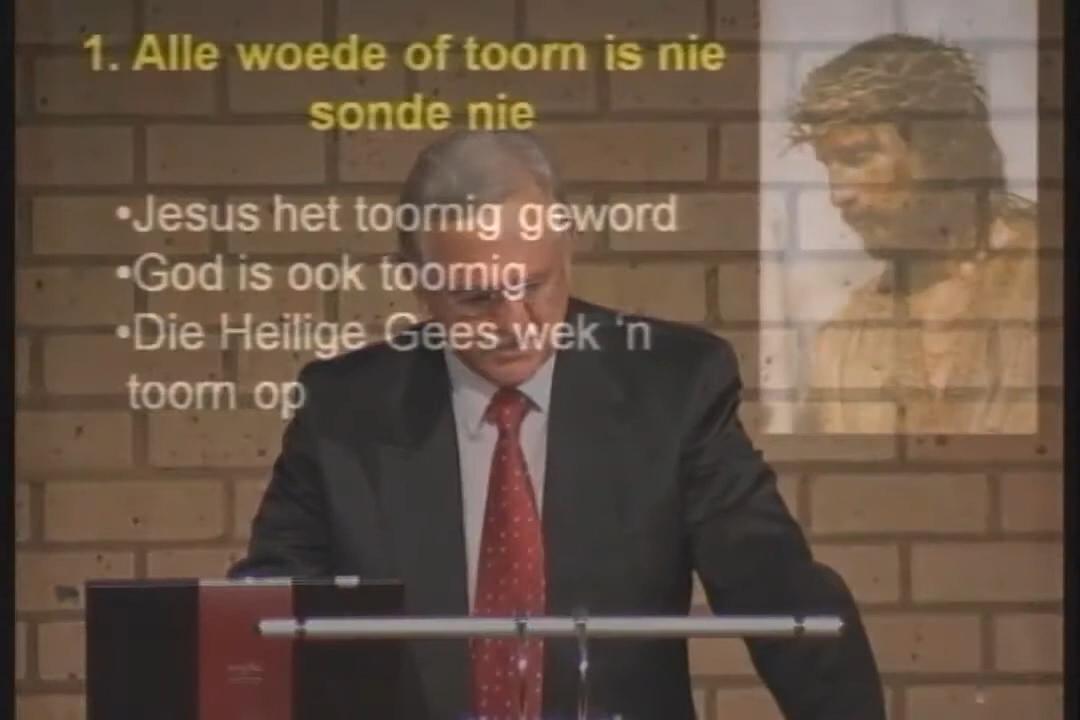 1. Alle woede of toorn is nie
sonde nie
•Jesus het toornig geword
•God is ook toornig
•Die Heilige Gees wek ‘n
toorn op